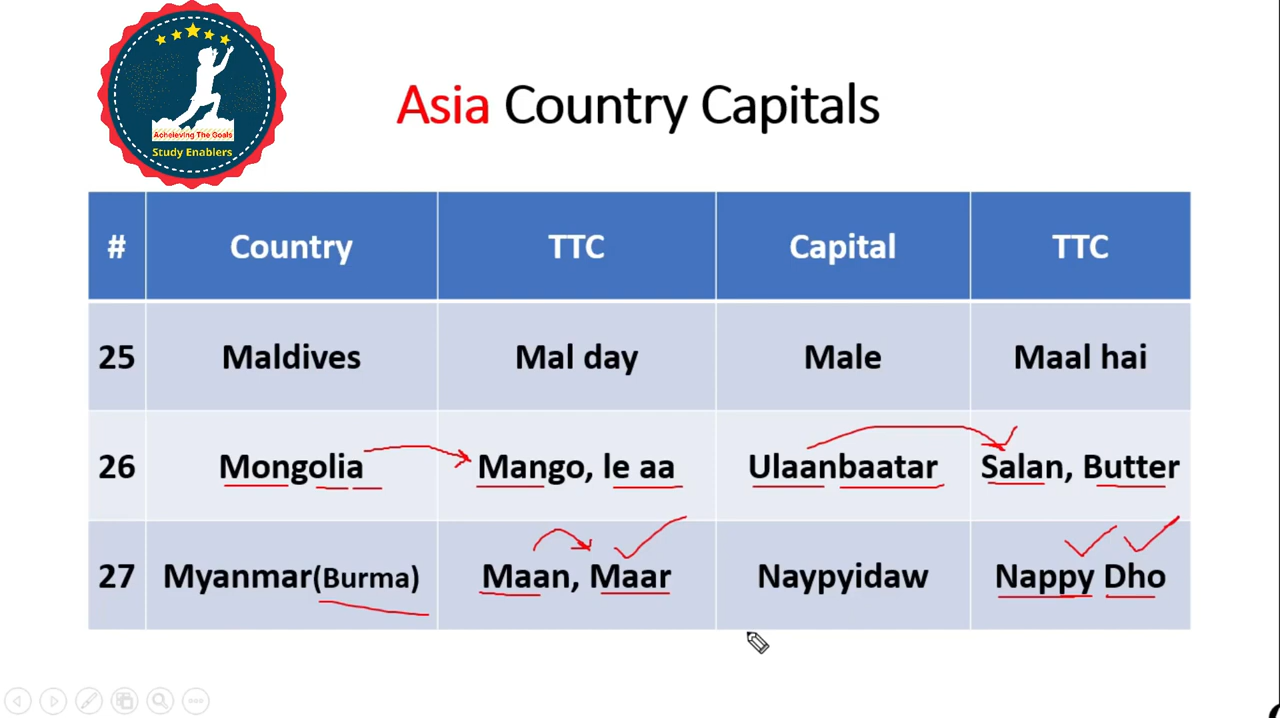 Acheleving The Goals
Study Enablers
Asia Country Capitals
# Country TTC Capital TTC
25 Maldives Mal day Male Maal hai
26 Mongolia Mango, le aa Ulaanbaatar Salan, Butter
27 Myanmar(Burma) Maan, Maar Naypyidaw Nappy Dho